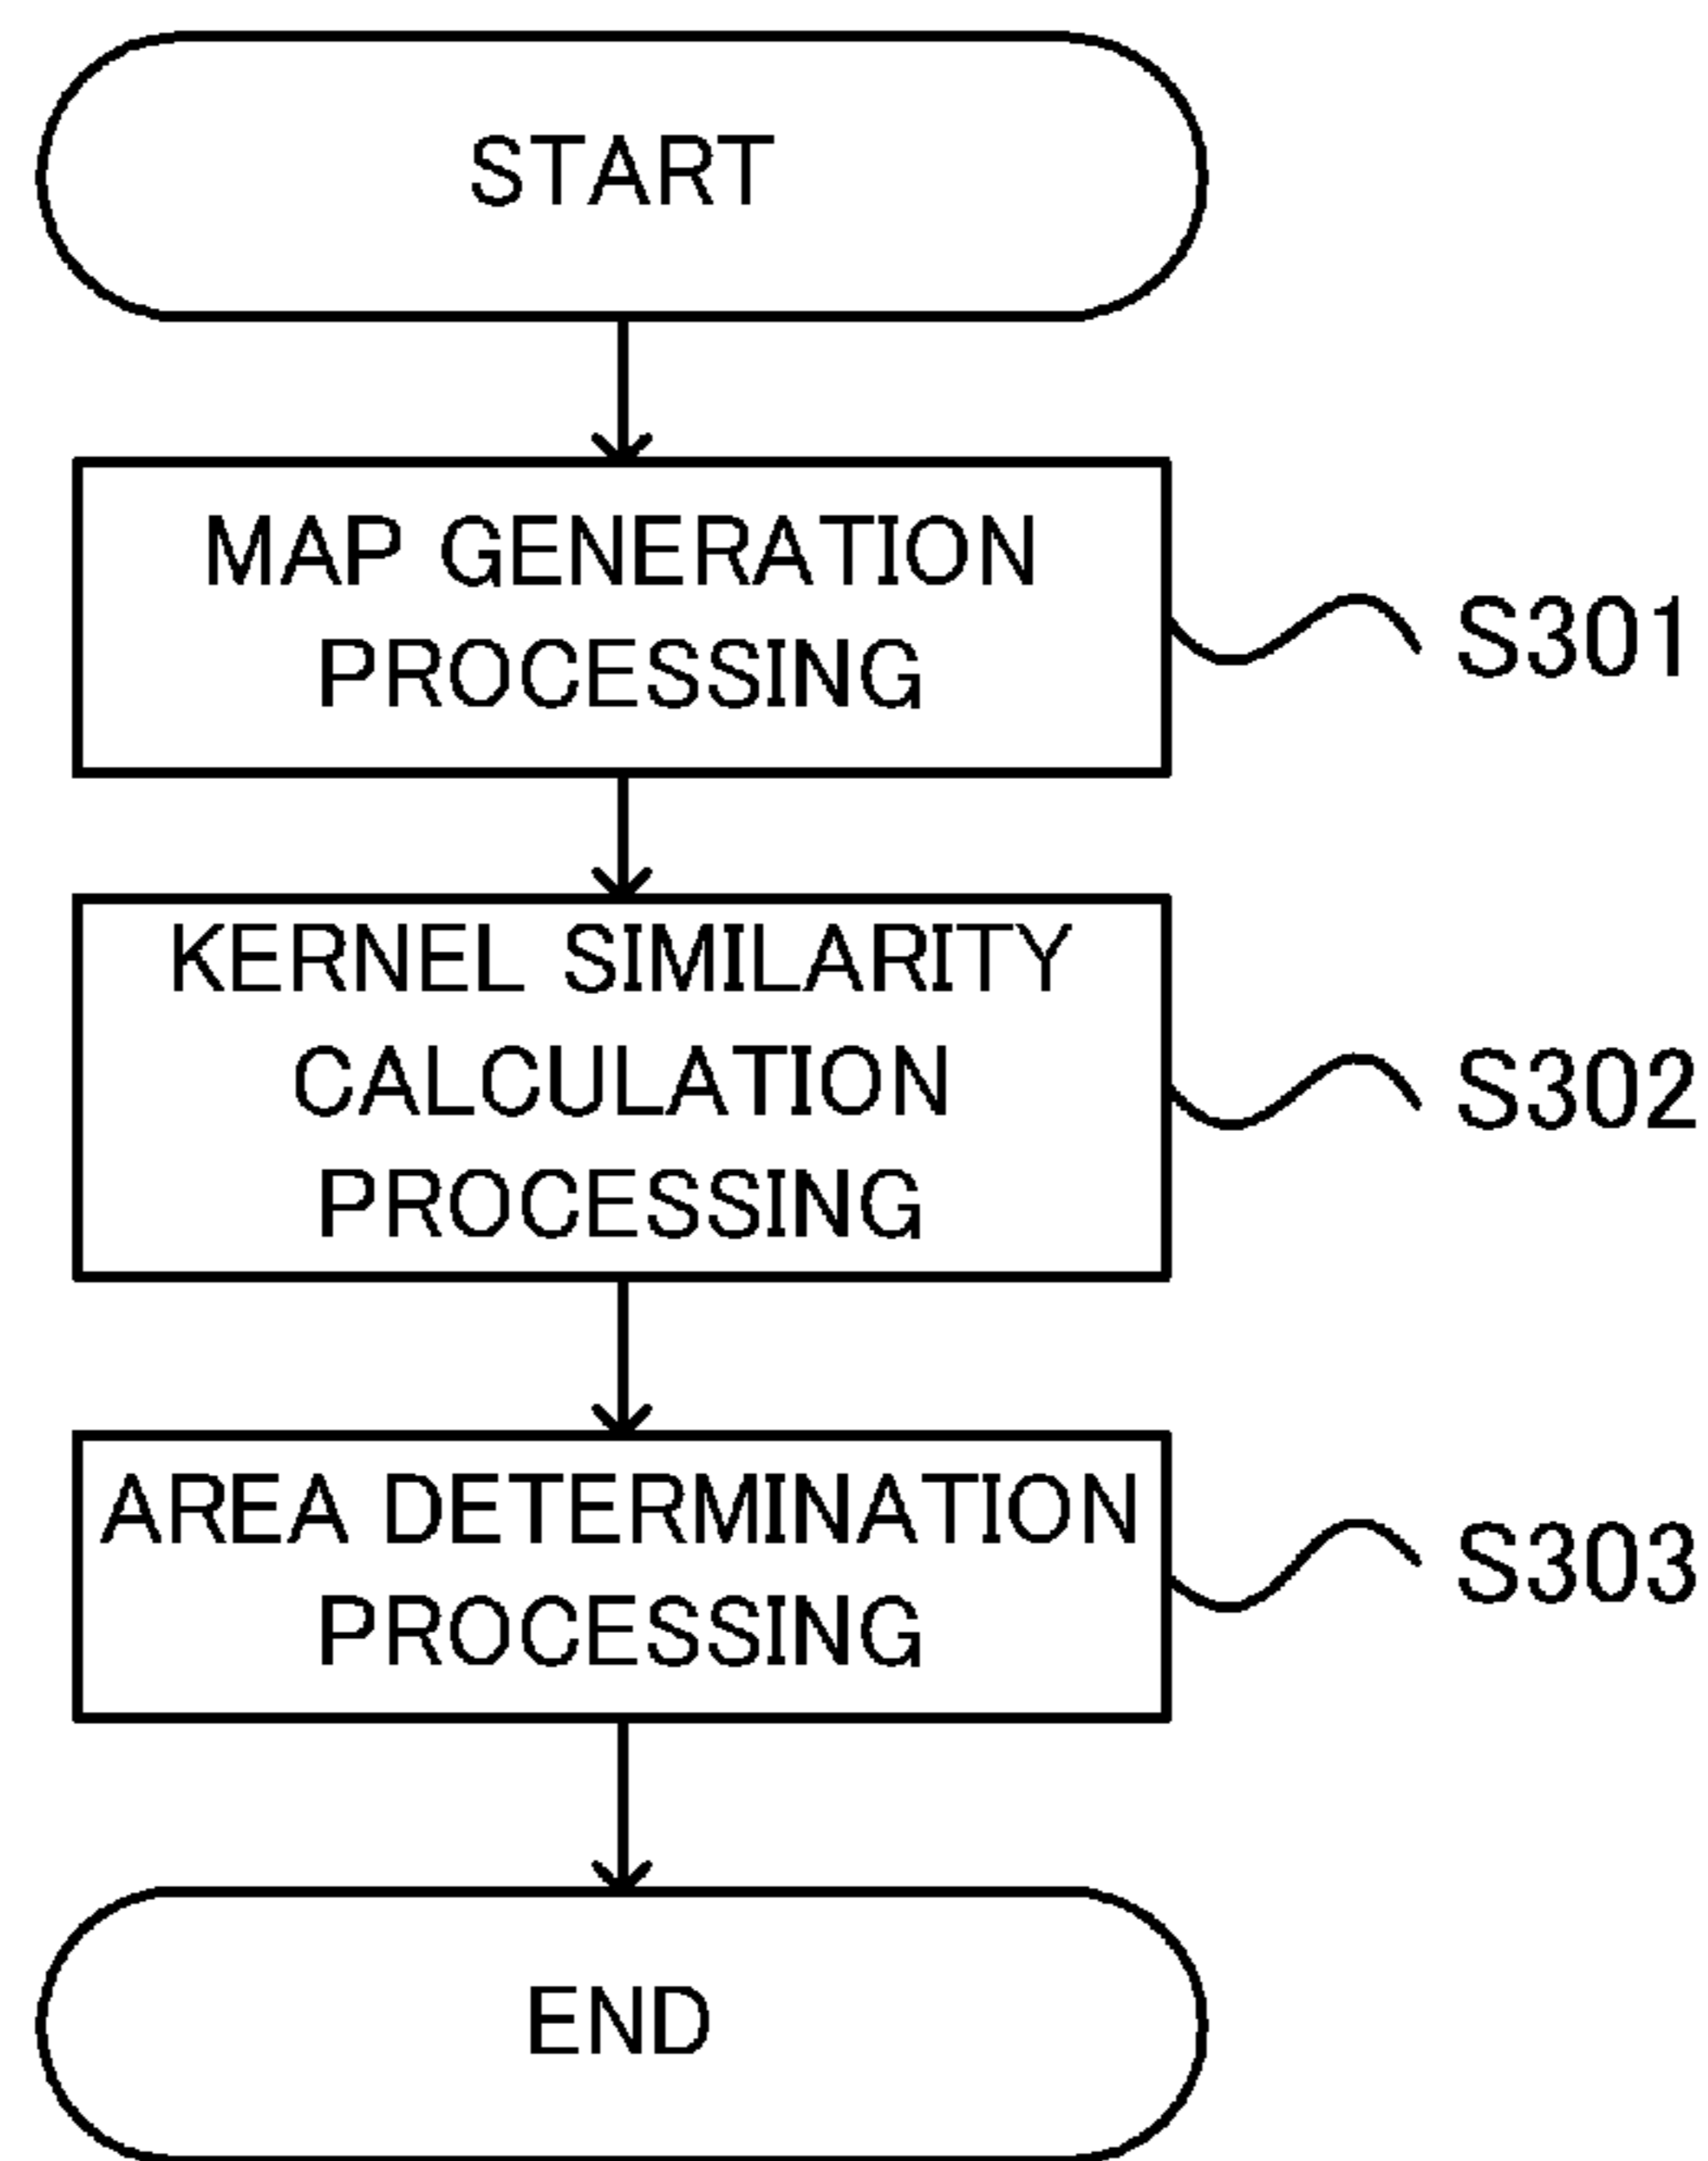 START
MAP GENERATION
PROCESSING
S301
KERNEL SIMILARITY
CALCULATION
PROCESSING
S302
AREA DETERMINATION
PROCESSING
S303
END